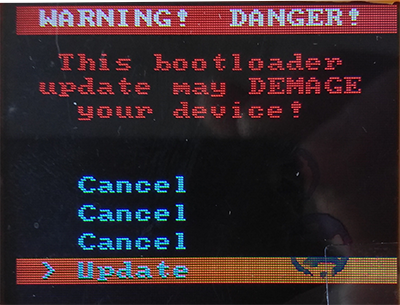 WARNING! DANGER!
This bootloader
update may DEMAGE
your device!
Cancel
Cancel
Cancel
> Update